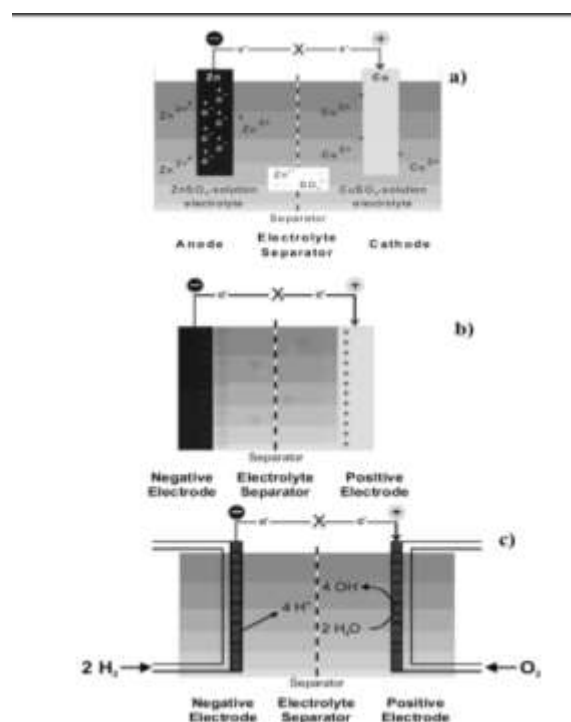 − e⁻ X e⁻ +
a)
Zn Cu
Zn²⁺ Zn²⁺ Cu²⁺
Zn²⁺ Cu²⁺ Cu²⁺
Zn²⁺
SO₄²⁻
ZnSO₄-solution CuSO₄-solution
electrolyte electrolyte
Separator
Anode Electrolyte Cathode
Separator
− e⁻ X e⁻ +
b)
Separator
Negative Electrolyte Positive
Electrode Separator Electrode
− e⁻ X e⁻ +
c)
4 OH
4 H⁺
2 H₂O
2 H₂ O₂
Separator
Negative Electrolyte Positive
Electrode Separator Electrode